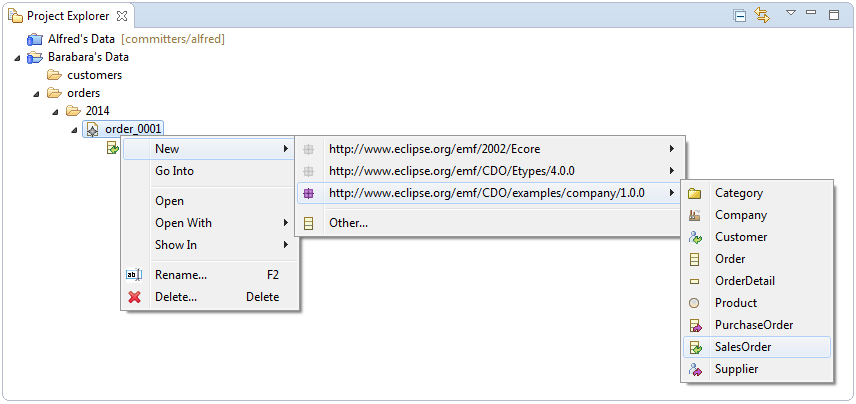 Project Explorer
Alfred's Data [committers/alfred]
Barabara's Data
customers
orders
2014
order_0001
New
Go Into
Open
Open With
Show In
Rename... F2
Delete... Delete
http://www.eclipse.org/emf/2002/Ecore
http://www.eclipse.org/emf/CDO/Etypes/4.0.0
http://www.eclipse.org/emf/CDO/examples/company/1.0.0
Other...
Category
Company
Customer
Order
OrderDetail
Product
PurchaseOrder
SalesOrder
Supplier